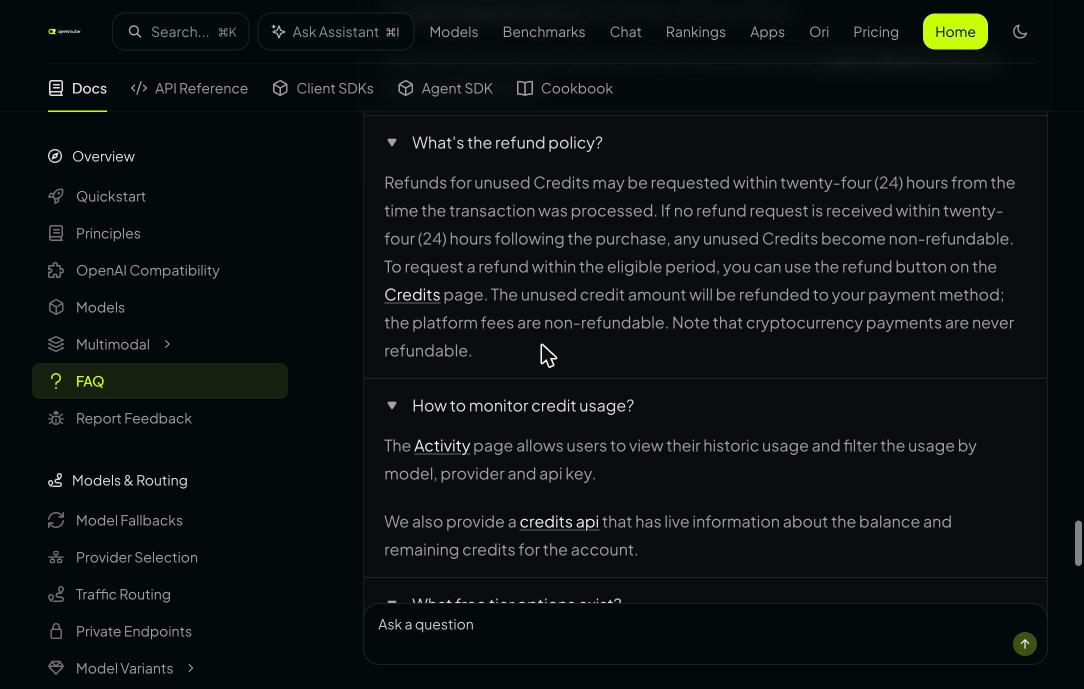 openrouter
Search... ⌘K
Ask Assistant ⌘I
Models
Benchmarks
Chat
Rankings
Apps
Ori
Pricing
Home
Docs
API Reference
Client SDKs
Agent SDK
Cookbook
Overview
Quickstart
Principles
OpenAI Compatibility
Models
Multimodal
FAQ
Report Feedback
Models & Routing
Model Fallbacks
Provider Selection
Traffic Routing
Private Endpoints
Model Variants
What's the refund policy?
Refunds for unused Credits may be requested within twenty-four (24) hours from the
time the transaction was processed. If no refund request is received within twenty-
four (24) hours following the purchase, any unused Credits become non-refundable.
To request a refund within the eligible period, you can use the refund button on the
Credits page. The unused credit amount will be refunded to your payment method;
the platform fees are non-refundable. Note that cryptocurrency payments are never
refundable.
How to monitor credit usage?
The Activity page allows users to view their historic usage and filter the usage by
model, provider and api key.
We also provide a credits api that has live information about the balance and
remaining credits for the account.
What free tier options exist?
Ask a question